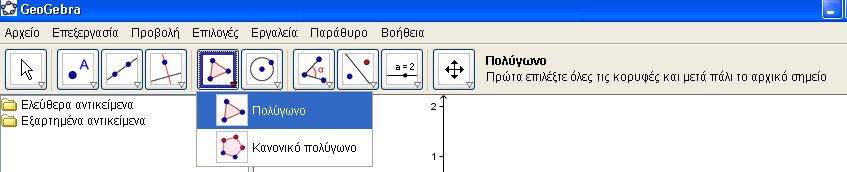 GeoGebra
Αρχείο Επεξεργασία Προβολή Επιλογές Εργαλεία Παράθυρο Βοήθεια
A
α
a = 2
Πολύγωνο
Πρώτα επιλέξτε όλες τις κορυφές και μετά πάλι το αρχικό σημείο
Ελεύθερα αντικείμενα
Εξαρτημένα αντικείμενα
Πολύγωνο
Κανονικό πολύγωνο
2
1